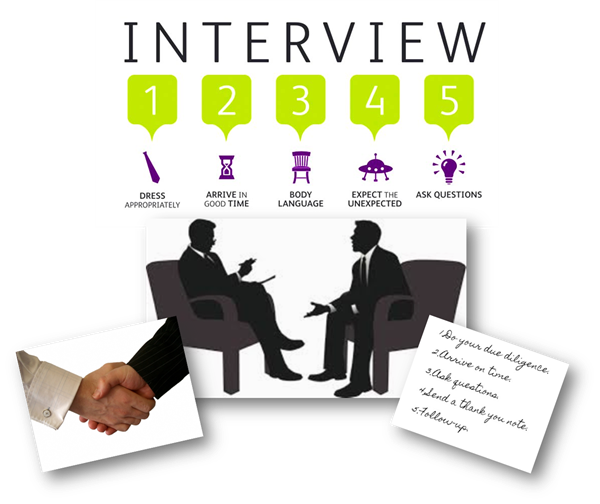 INTERVIEW
1 2 3 4 5
DRESS
APPROPRIATELY
ARRIVE IN
GOOD TIME
BODY
LANGUAGE
EXPECT THE
UNEXPECTED
ASK QUESTIONS
1. Do your due diligence.
2. Arrive on time.
3. Ask questions.
4. Send a thank you note.
5. Follow-up.